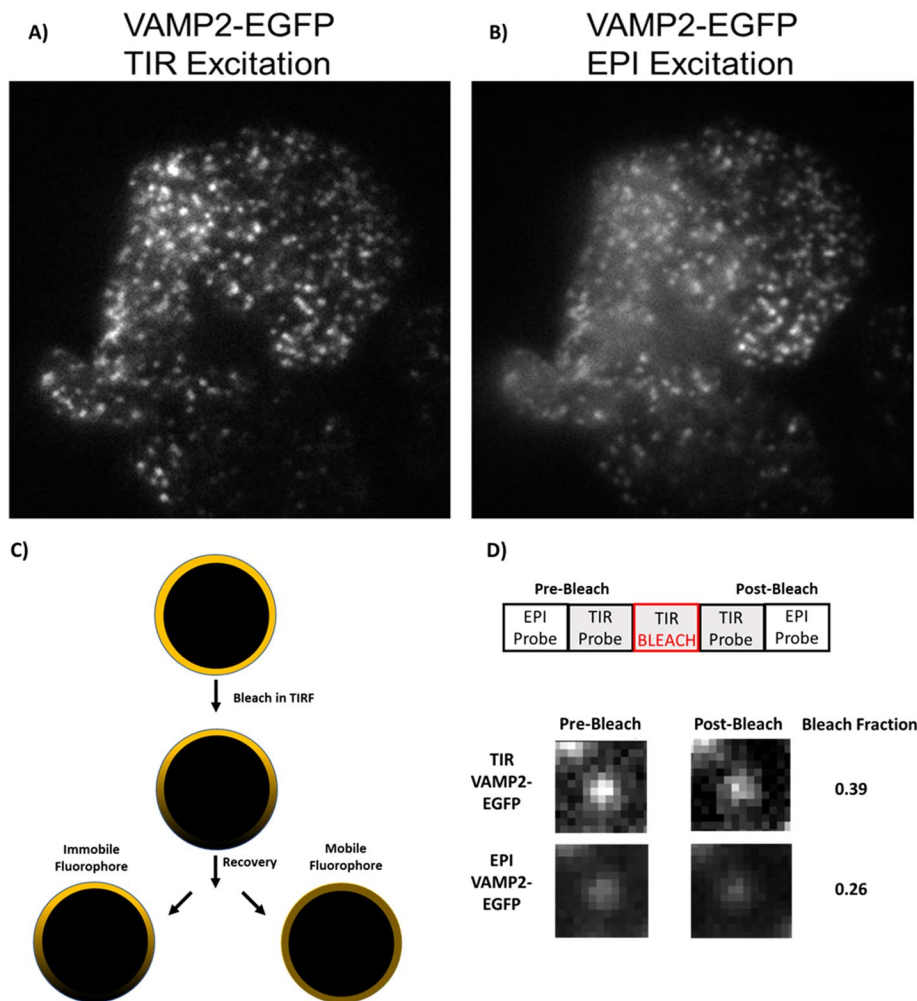 A)
VAMP2-EGFP
TIR Excitation
B)
VAMP2-EGFP
EPI Excitation
C)
Bleach in TIRF
Recovery
Immobile
Fluorophore
Mobile
Fluorophore
D)
Pre-Bleach
Post-Bleach
EPI
Probe
TIR
Probe
TIR
BLEACH
TIR
Probe
EPI
Probe
Pre-Bleach
Post-Bleach
Bleach Fraction
TIR
VAMP2-
EGFP
0.39
EPI
VAMP2-
EGFP
0.26